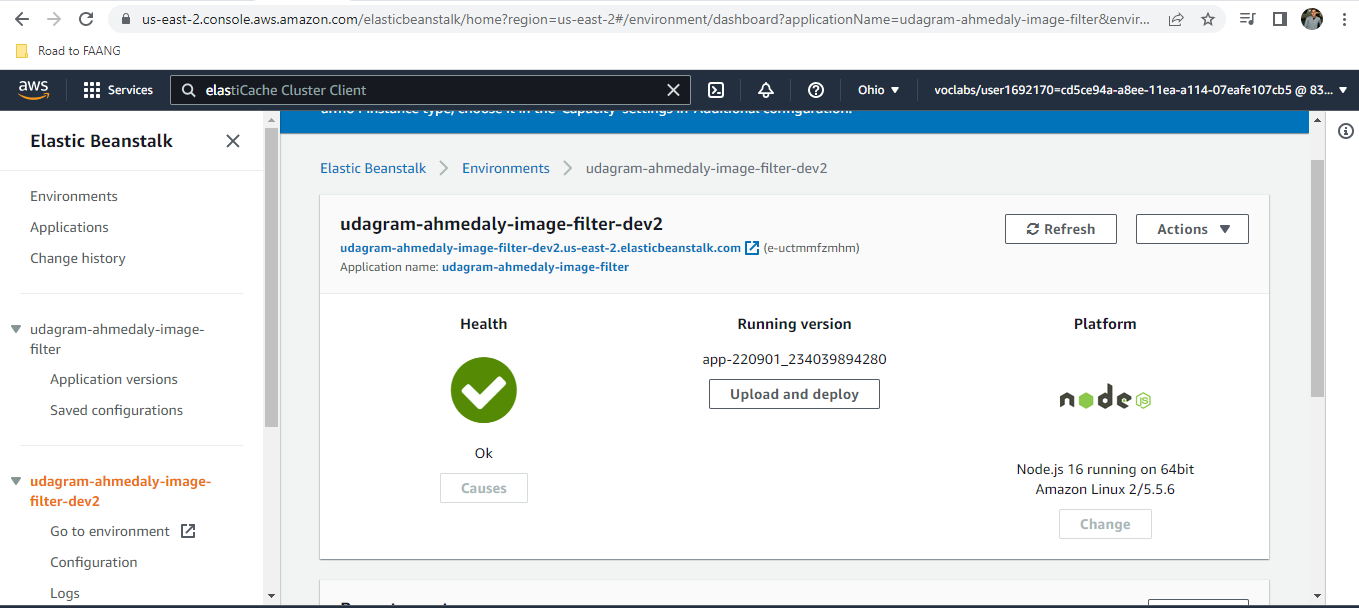 us-east-2.console.aws.amazon.com/elasticbeanstalk/home?region=us-east-2#/environment/dashboard?applicationName=udagram-ahmedaly-image-filter&envir...
Road to FAANG
aws
Services
elastiCache Cluster Client
Ohio
voclabs/user1692170=cd5ce94a-a8ee-11ea-a114-07eafe107cb5 @ 83...
Elastic Beanstalk
Environments
Applications
Change history
udagram-ahmedaly-image-
filter
Application versions
Saved configurations
udagram-ahmedaly-image-
filter-dev2
Go to environment
Configuration
Logs
Elastic Beanstalk
Environments
udagram-ahmedaly-image-filter-dev2
udagram-ahmedaly-image-filter-dev2
udagram-ahmedaly-image-filter-dev2.us-east-2.elasticbeanstalk.com (e-uctmmfzmhm)
Application name: udagram-ahmedaly-image-filter
Refresh
Actions
Health
Ok
Causes
Running version
app-220901_234039894280
Upload and deploy
Platform
node
JS
Node.js 16 running on 64bit
Amazon Linux 2/5.5.6
Change